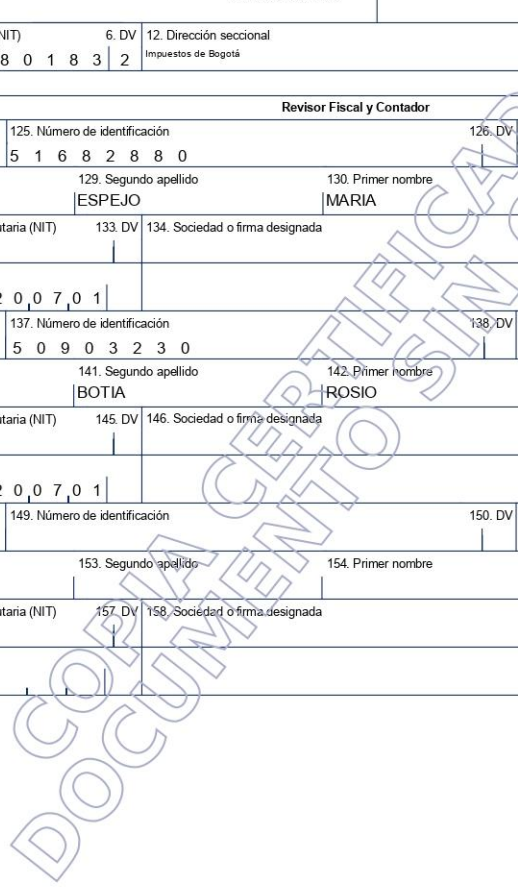 NIT) 6. DV 12. Dirección seccional
8 0 1 8 3 2 Impuestos de Bogotá
Revisor Fiscal y Contador
125. Número de identificación 126. DV
5 1 6 8 2 8 8 0
129. Segundo apellido 130. Primer nombre
ESPEJO MARIA
utaria (NIT) 133. DV 134. Sociedad o firma designada
2 0 0 7 0 1
137. Número de identificación 138. DV
5 0 9 0 3 2 3 0
141. Segundo apellido 142. Primer nombre
BOTIA ROSIO
utaria (NIT) 145. DV 146. Sociedad o firma designada
2 0 0 7 0 1
149. Número de identificación 150. DV
153. Segundo apellido 154. Primer nombre
utaria (NIT) 157. DV 158. Sociedad o firma designada
COPIA CERTIFICAD
DOCUMENTO SIN